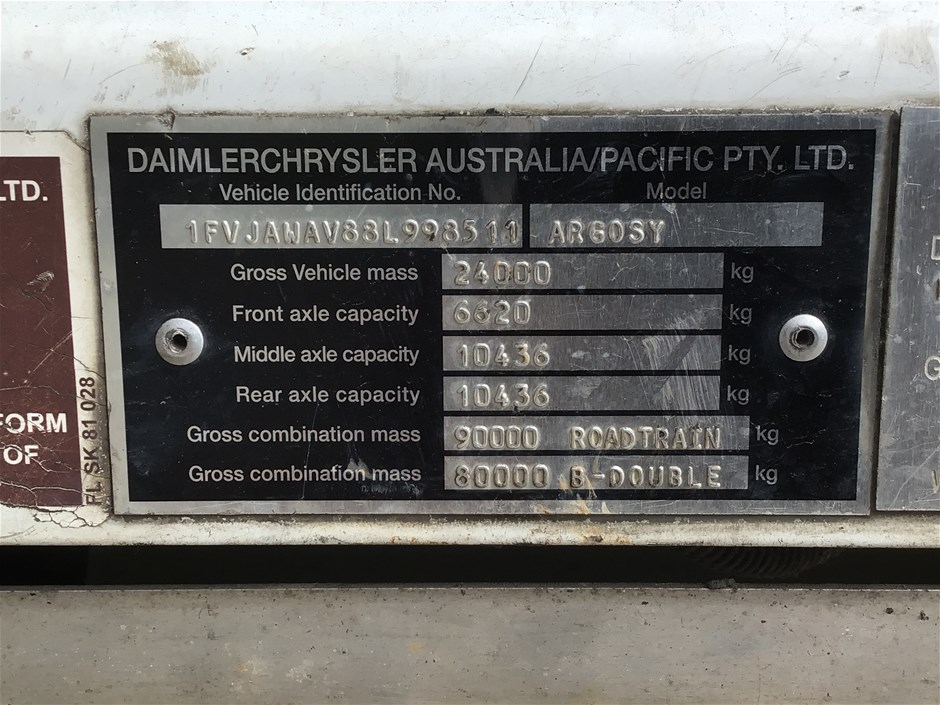 DAIMLERCHRYSLER AUSTRALIA/PACIFIC PTY. LTD.
Vehicle Identification No. Model
1FVJAWAV88L998511 ARGOSY
Gross Vehicle mass 24000 kg
Front axle capacity 6620 kg
Middle axle capacity 10436 kg
Rear axle capacity 10436 kg
Gross combination mass 90000 ROADTRAIN kg
Gross combination mass 80000 B-DOUBLE kg
LTD.
FORM
OF
FL SK 81 028